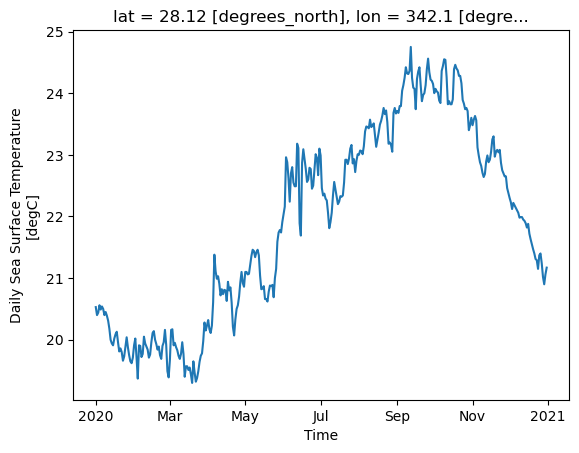 lat = 28.12 [degrees_north], lon = 342.1 [degre...
25
24
23
22
21
20
Daily Sea Surface Temperature
[degC]
2020
Mar
May
Jul
Sep
Nov
2021
Time